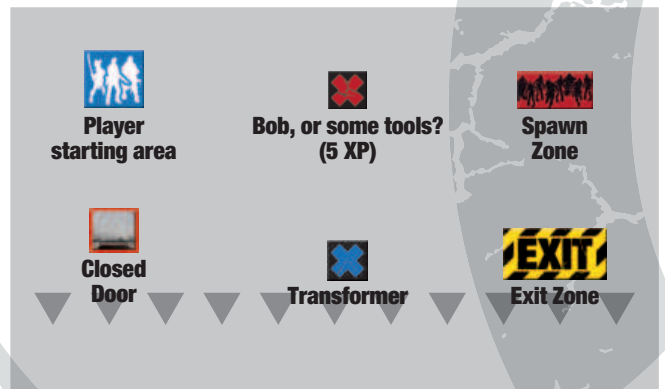 Player
starting area
Bob, or some tools?
(5 XP)
Spawn
Zone
Closed
Door
Transformer
EXIT
Exit Zone